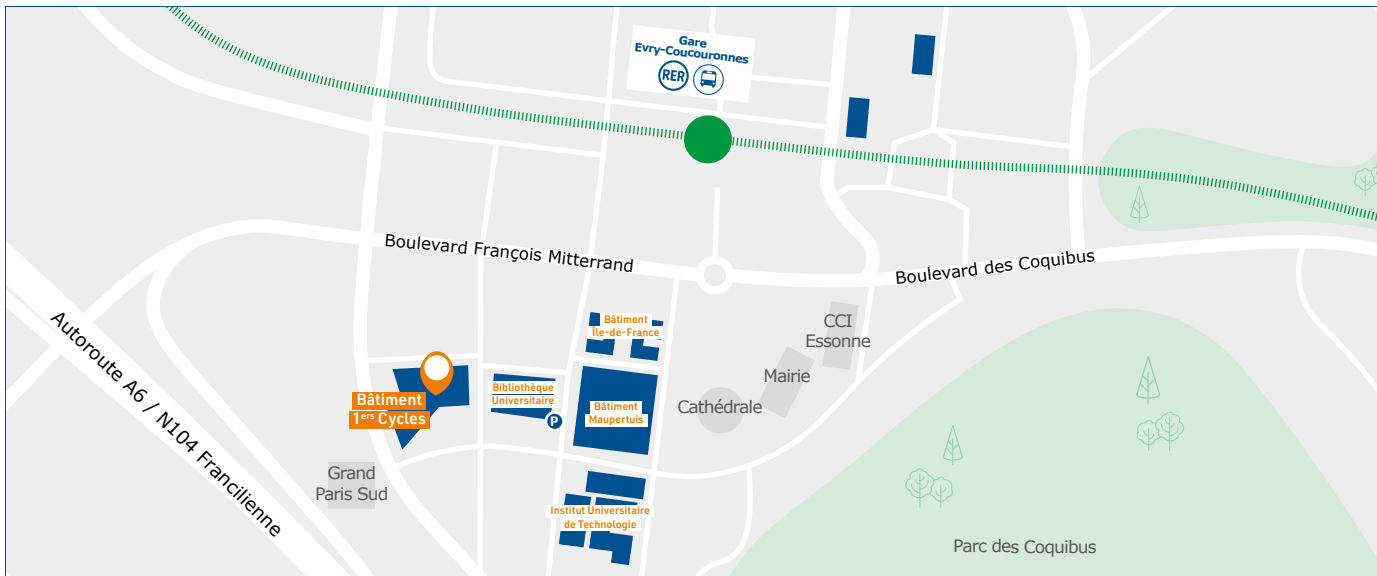 Gare
Evry-Coucouronnes
RER
Boulevard François Mitterrand
Boulevard des Coquibus
Autoroute A6 / N104 Francilienne
Bâtiment
Île-de-France
CCI
Essonne
Mairie
Cathédrale
Bibliothèque
Universitaire
P
Bâtiment
Maupertuis
Bâtiment
1ers Cycles
Grand
Paris Sud
Institut Universitaire
de Technologie
Parc des Coquibus